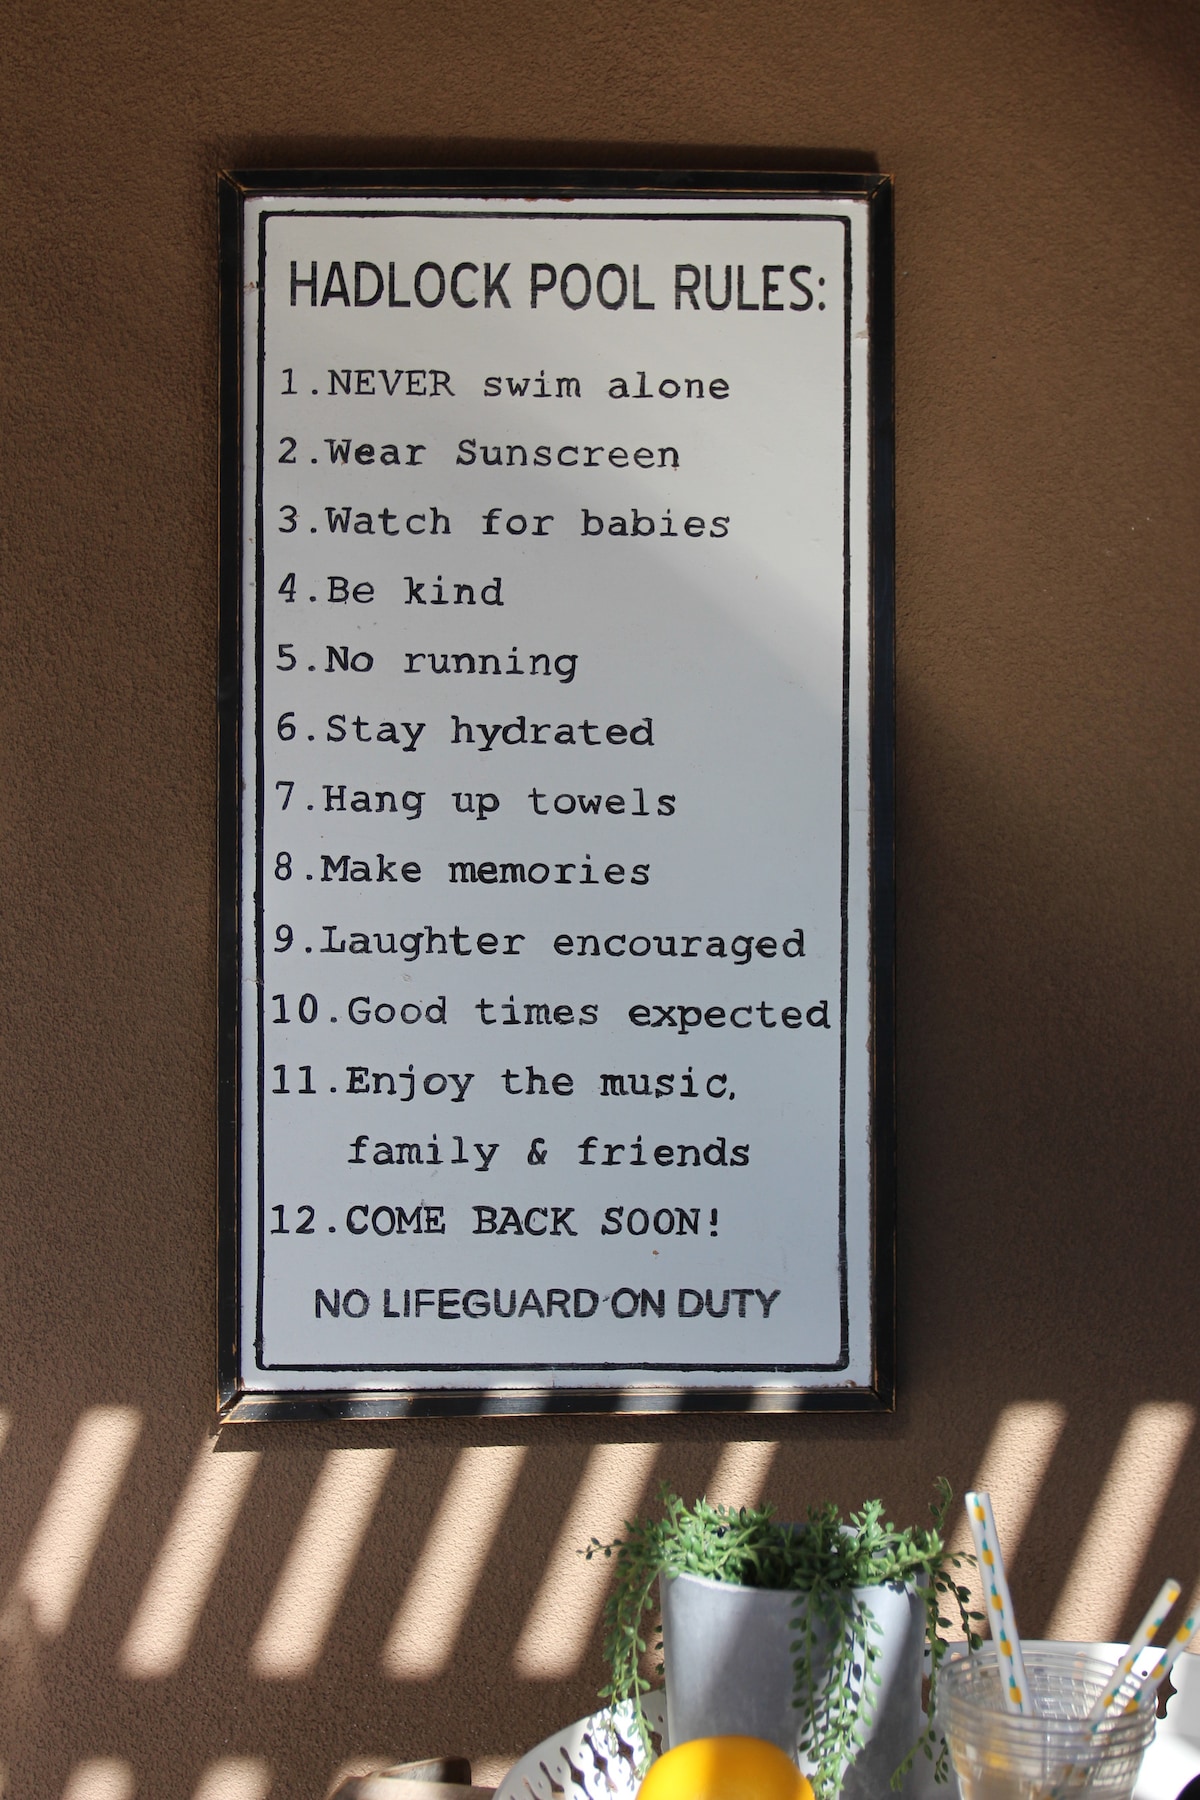 HADLOCK POOL RULES:
1.NEVER swim alone
2.Wear Sunscreen
3.Watch for babies
4.Be kind
5.No running
6.Stay hydrated
7.Hang up towels
8.Make memories
9.Laughter encouraged
10.Good times expected
11.Enjoy the music,
family & friends
12.COME BACK SOON!
NO LIFEGUARD ON DUTY